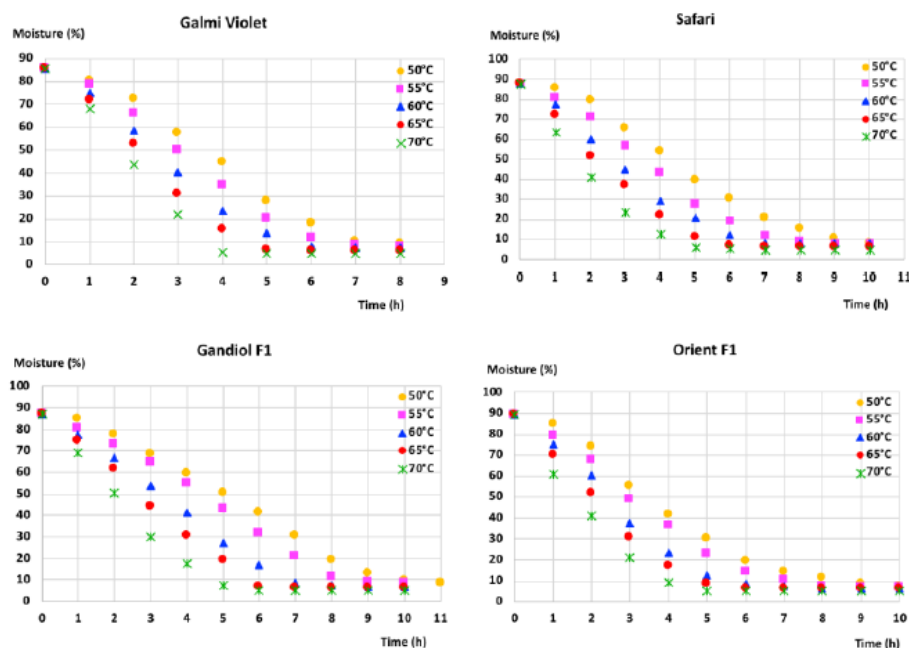 Galmi Violet
Moisture (%)
90
80
70
60
50
40
30
20
10
0
50°C
55°C
60°C
65°C
70°C
0 1 2 3 4 5 6 7 8 9
Time (h)
Safari
Moisture (%)
100
90
80
70
60
50
40
30
20
10
0
50°C
55°C
60°C
65°C
70°C
0 1 2 3 4 5 6 7 8 9 10 11
Time (h)
Gandiol F1
Moisture (%)
100
90
80
70
60
50
40
30
20
10
0
50°C
55°C
60°C
65°C
70°C
0 1 2 3 4 5 6 7 8 9 10 11
Time (h)
Orient F1
Moisture (%)
100
90
80
70
60
50
40
30
20
10
0
50°C
55°C
60°C
65°C
70°C
0 1 2 3 4 5 6 7 8 9 10
Time (h)